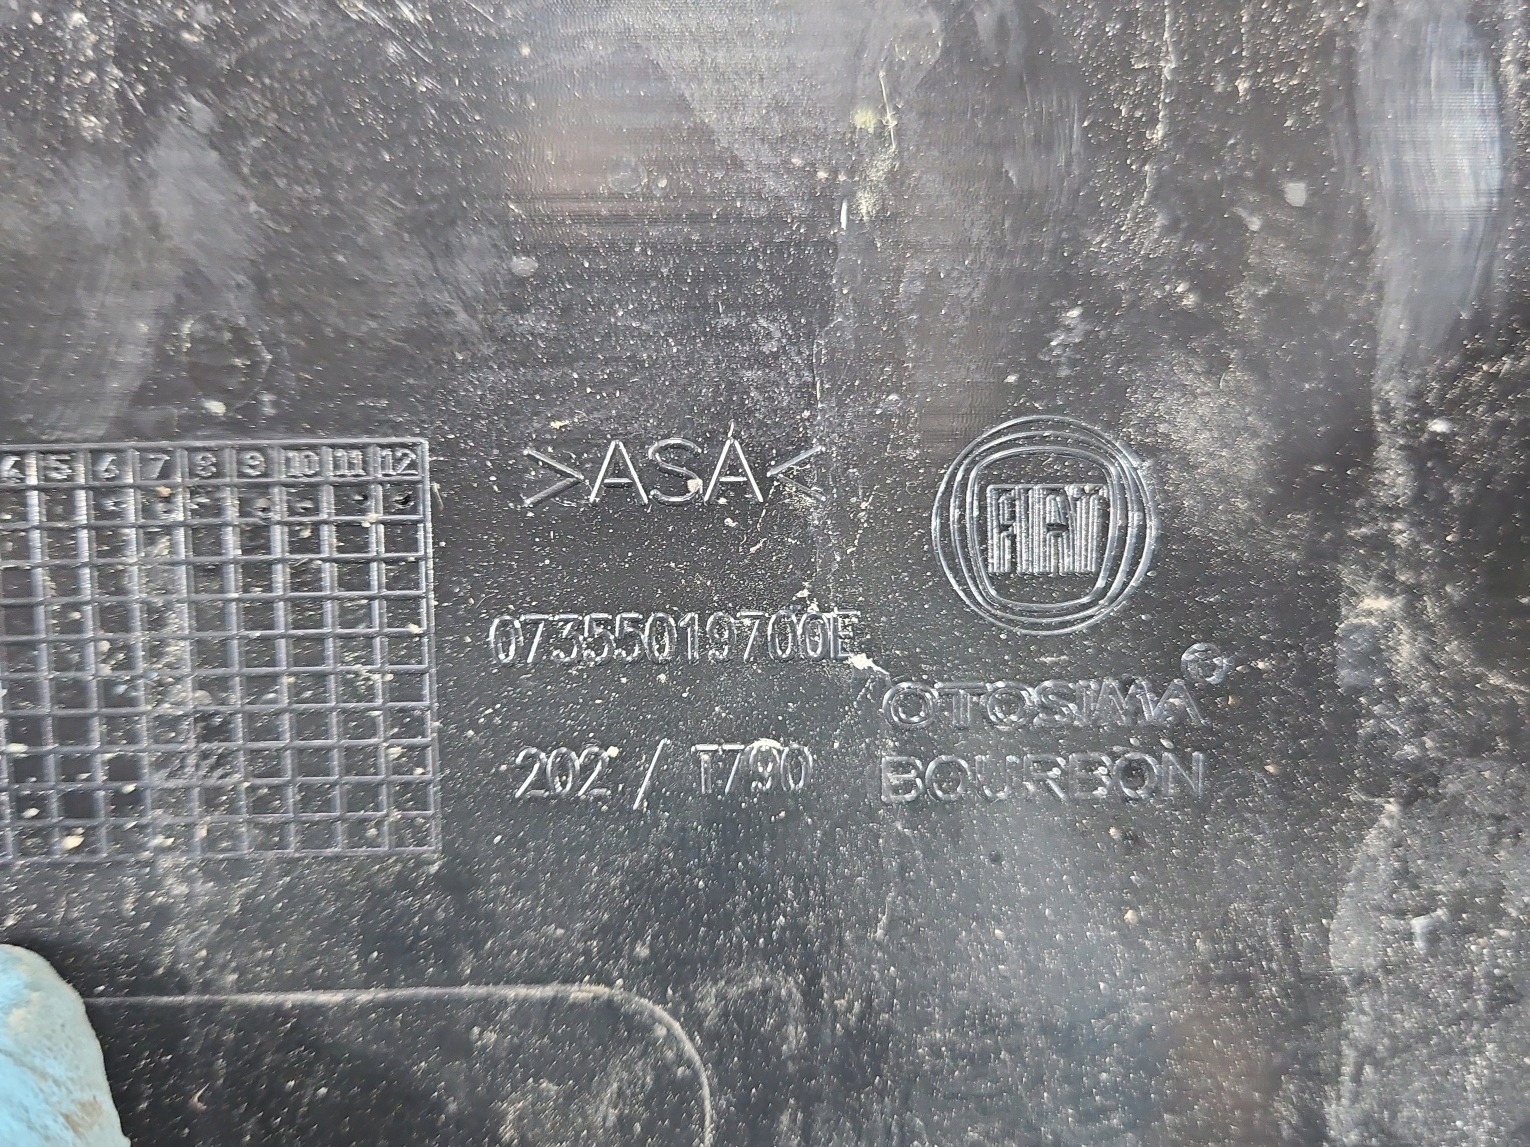 4 5 6 7 8 9 10 11 12
>ASA<
FIAT
07355019700E
OTOSIMA
202 / T790
BOURBON